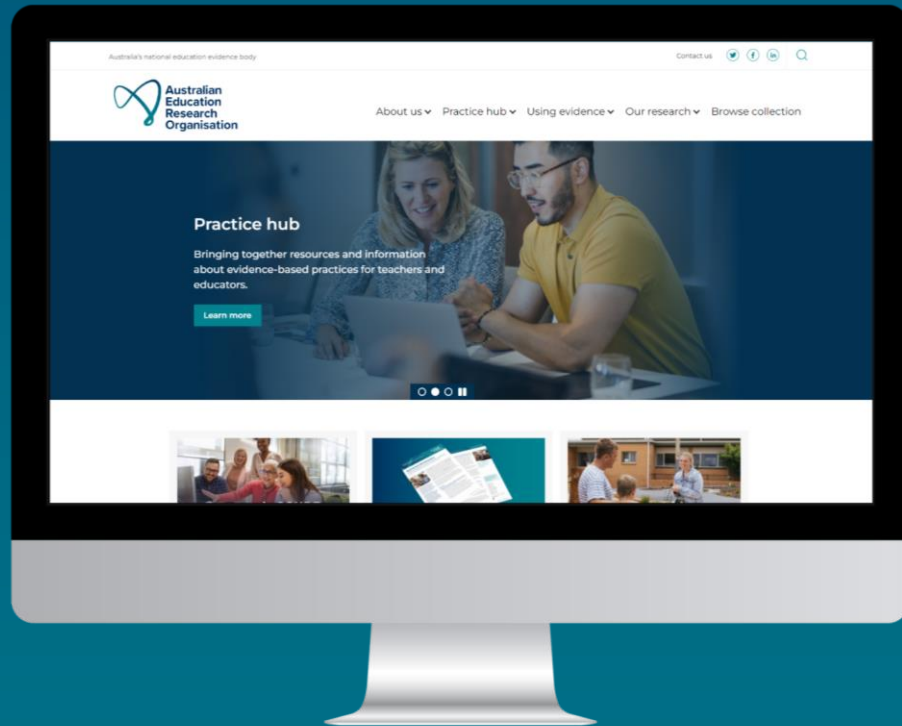 Australia's national education evidence body
Contact us
Australian
Education
Research
Organisation
About us Practice hub Using evidence Our research Browse collection
Practice hub
Bringing together resources and information
about evidence-based practices for teachers and
educators.
Learn more